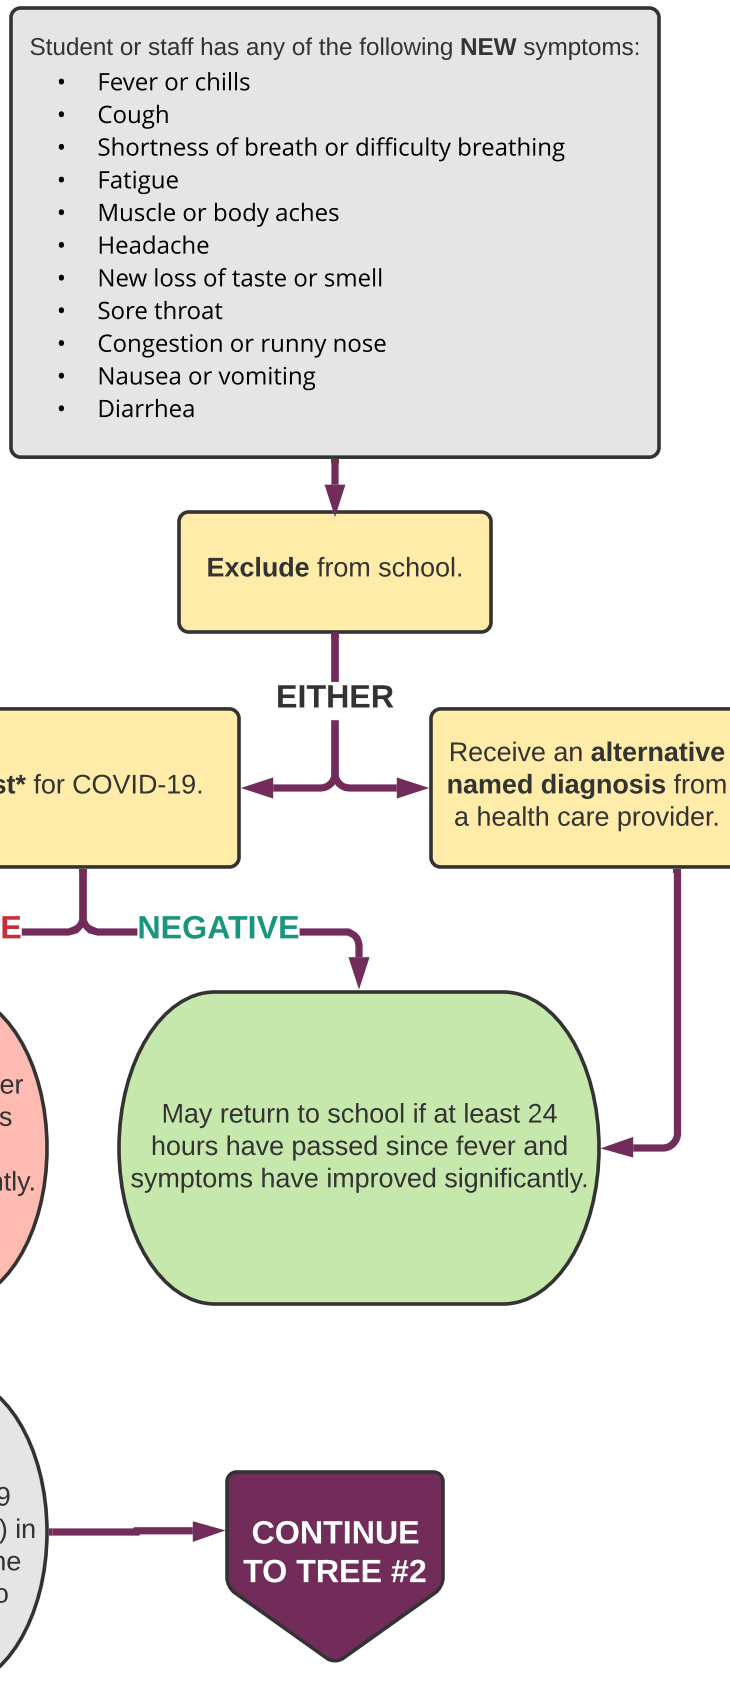 Student or staff has any of the following NEW symptoms:
• Fever or chills
• Cough
• Shortness of breath or difficulty breathing
• Fatigue
• Muscle or body aches
• Headache
• New loss of taste or smell
• Sore throat
• Congestion or runny nose
• Nausea or vomiting
• Diarrhea
Exclude from school.
EITHER
st* for COVID-19.
Receive an alternative
named diagnosis from
a health care provider.
E
NEGATIVE
er
s
ntly.
May return to school if at least 24
hours have passed since fever and
symptoms have improved significantly.
9
) in
ne
o
CONTINUE
TO TREE #2